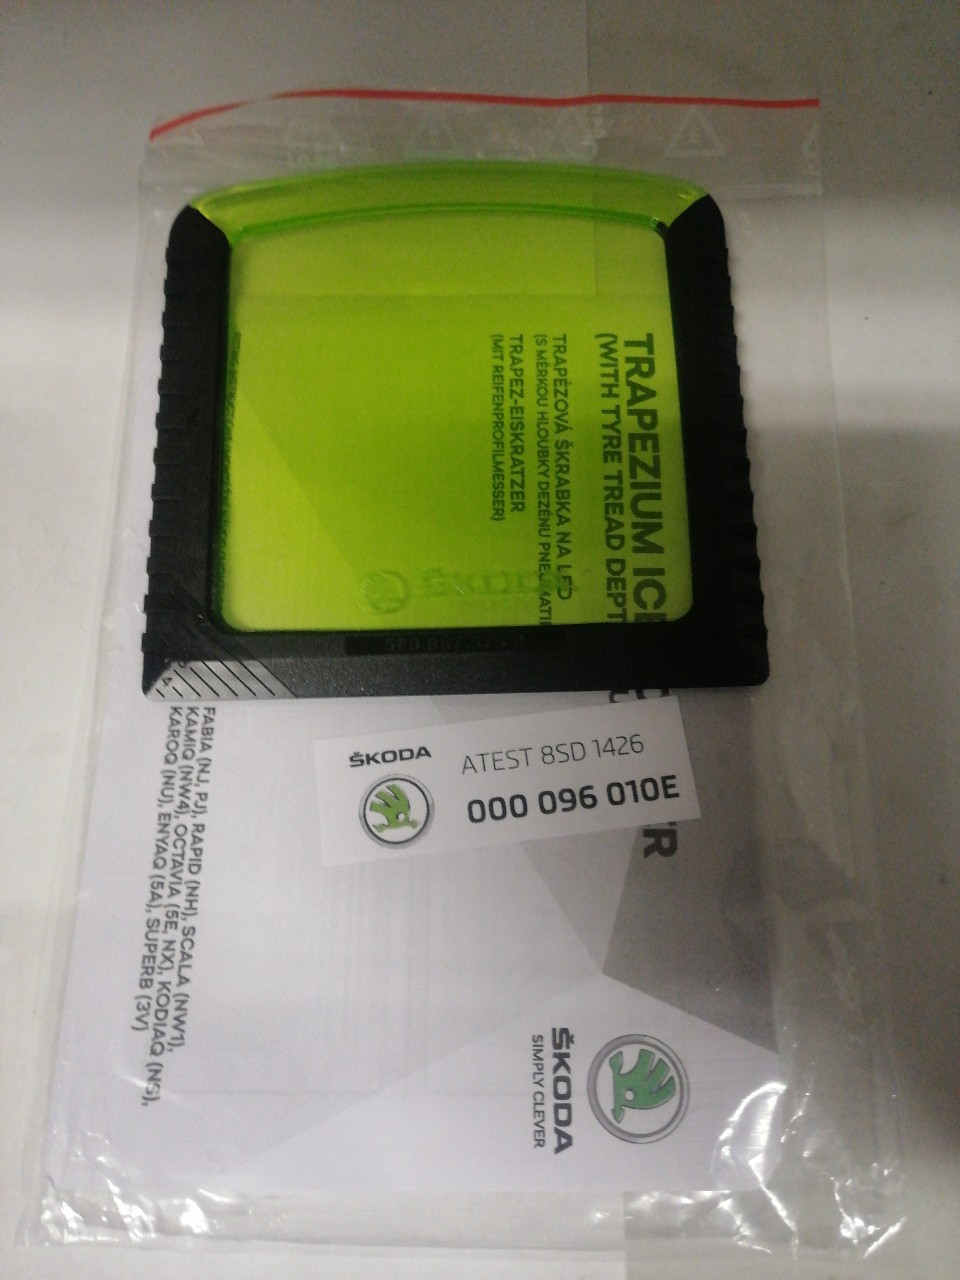 TRAPEZIUM ICE
(WITH TYRE TREAD DEPT
TRAPÉZOVÁ ŠKRABKA NA LED
(S MĚRKOU HLOUBKY DEZÉNU PNEUMATI
TRAPEZ-EISKRATZER
(MIT REIFENPROFILMESSER)
ŠKODA
ŠKODA
ATEST 8SD 1426
000 096 010E
FABIA (NJ, PJ), RAPID (NH), SCALA (NW1),
KAMIQ (NW4), OCTAVIA (5E, NX), KODIAQ (NS),
KAROQ (NU), ENYAQ (5A), SUPERB (3V)
ŠKODA
SIMPLY CLEVER